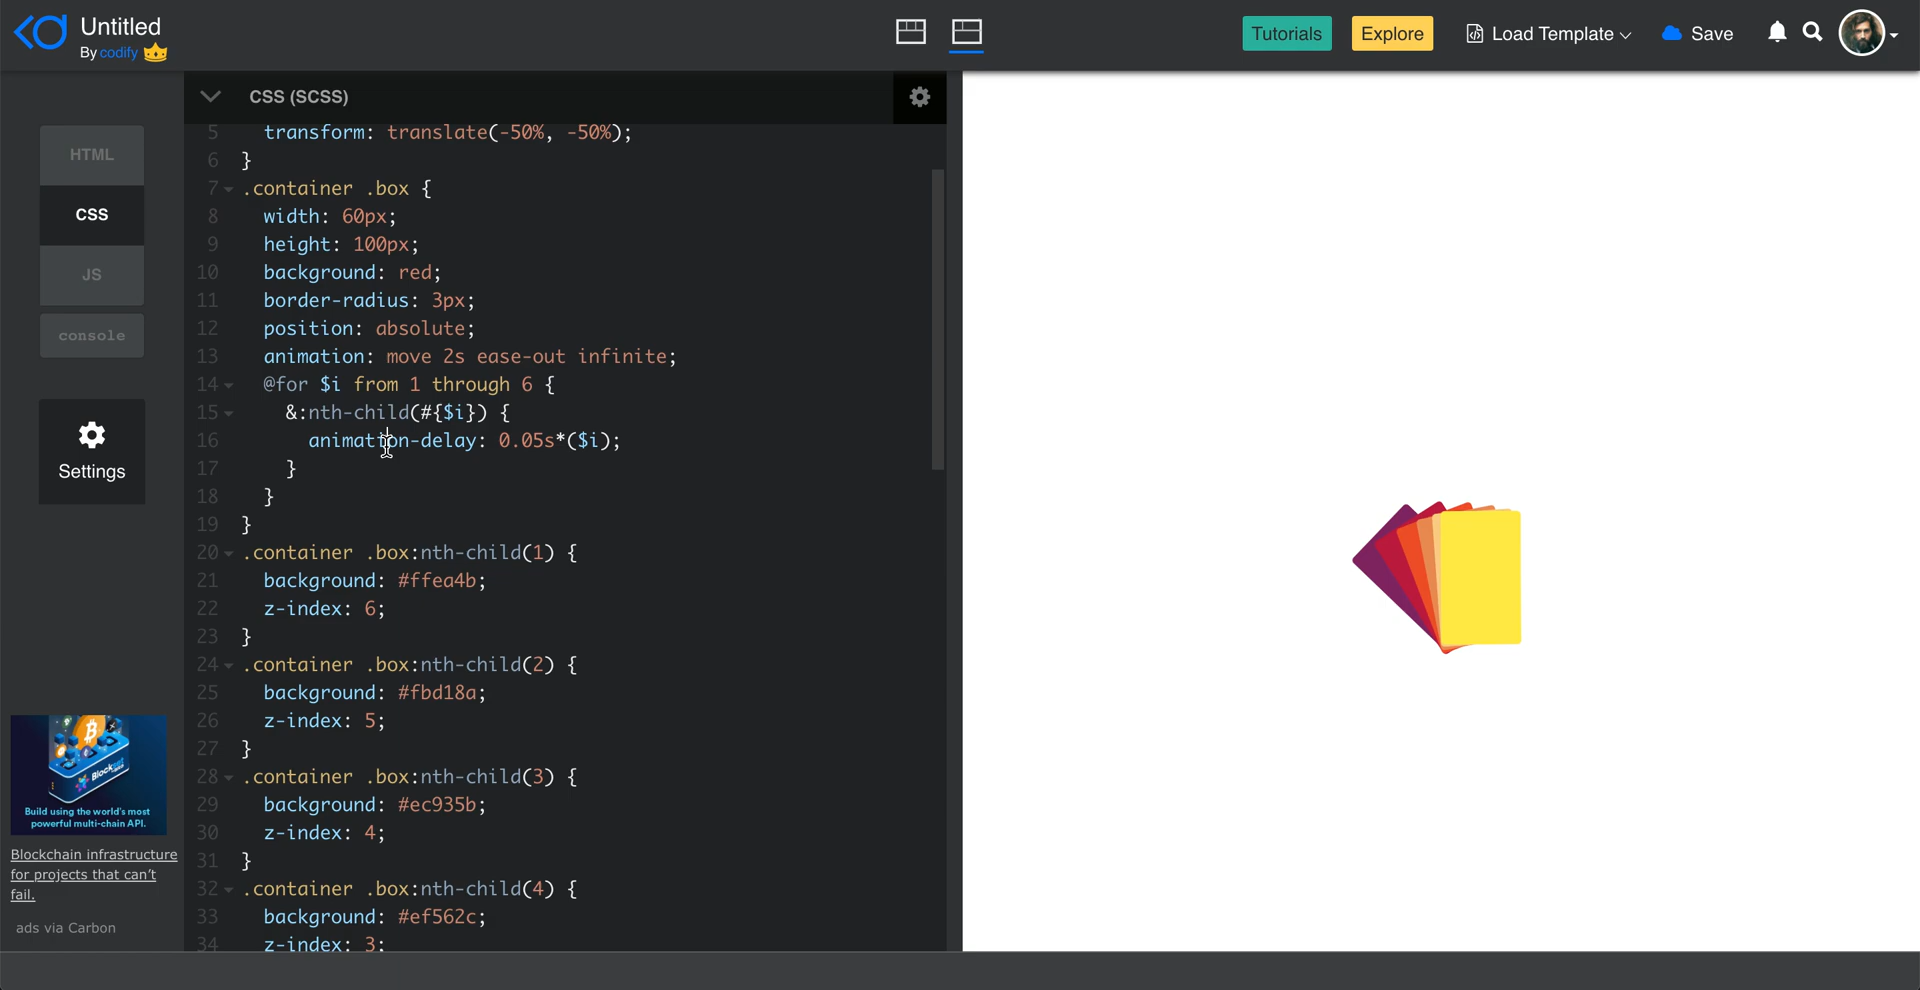 Untitled
By codify
Tutorials
Explore
Load Template
Save
HTML
CSS
JS
console
Settings
Build using the world's most
powerful multi-chain API.
Blockchain infrastructure
for projects that can't
fail.
ads via Carbon
CSS (SCSS)
5 transform: translate(-50%, -50%);
6 }
7 .container .box {
8 width: 60px;
9 height: 100px;
10 background: red;
11 border-radius: 3px;
12 position: absolute;
13 animation: move 2s ease-out infinite;
14 @for $i from 1 through 6 {
15 &:nth-child(#{$i}) {
16 animation-delay: 0.05s*($i);
17 }
18 }
19 }
20 .container .box:nth-child(1) {
21 background: #ffea4b;
22 z-index: 6;
23 }
24 .container .box:nth-child(2) {
25 background: #fbd18a;
26 z-index: 5;
27 }
28 .container .box:nth-child(3) {
29 background: #ec935b;
30 z-index: 4;
31 }
32 .container .box:nth-child(4) {
33 background: #ef562c;
34 z-index: 3;